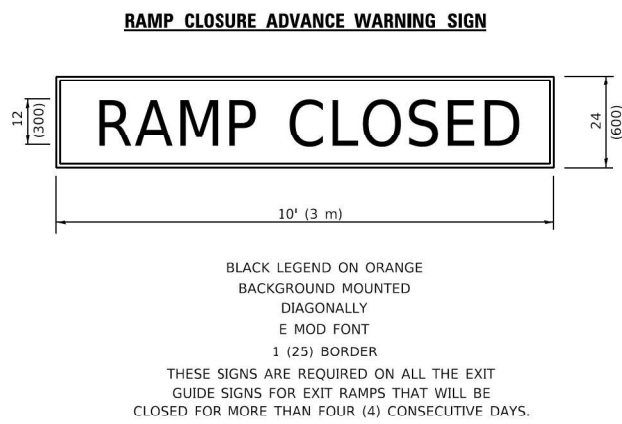 RAMP CLOSURE ADVANCE WARNING SIGN
RAMP CLOSED
12
(300)
24
(600)
10' (3 m)
BLACK LEGEND ON ORANGE
BACKGROUND MOUNTED
DIAGONALLY
E MOD FONT
1 (25) BORDER
THESE SIGNS ARE REQUIRED ON ALL THE EXIT
GUIDE SIGNS FOR EXIT RAMPS THAT WILL BE
CLOSED FOR MORE THAN FOUR (4) CONSECUTIVE DAYS.